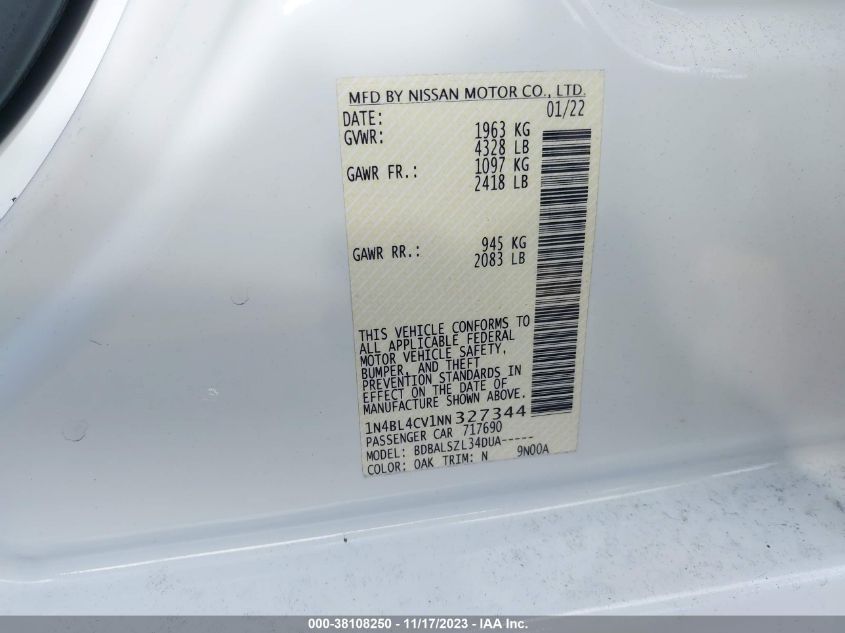 MFD BY NISSAN MOTOR CO., LTD.
DATE: 01/22
GVWR: 1963 KG
4328 LB
GAWR FR.: 1097 KG
2418 LB
GAWR RR.: 945 KG
2083 LB
THIS VEHICLE CONFORMS TO
ALL APPLICABLE FEDERAL
MOTOR VEHICLE SAFETY,
BUMPER, AND THEFT
PREVENTION STANDARDS IN
EFFECT ON THE DATE OF
MANUFACTURE SHOWN ABOVE.
1N4BL4CV1NN327344
PASSENGER CAR 717690
MODEL: BDBALSZL34DUA-----
COLOR: QAK TRIM: N 9N00A
000-38108250 - 11/17/2023 - IAA Inc.